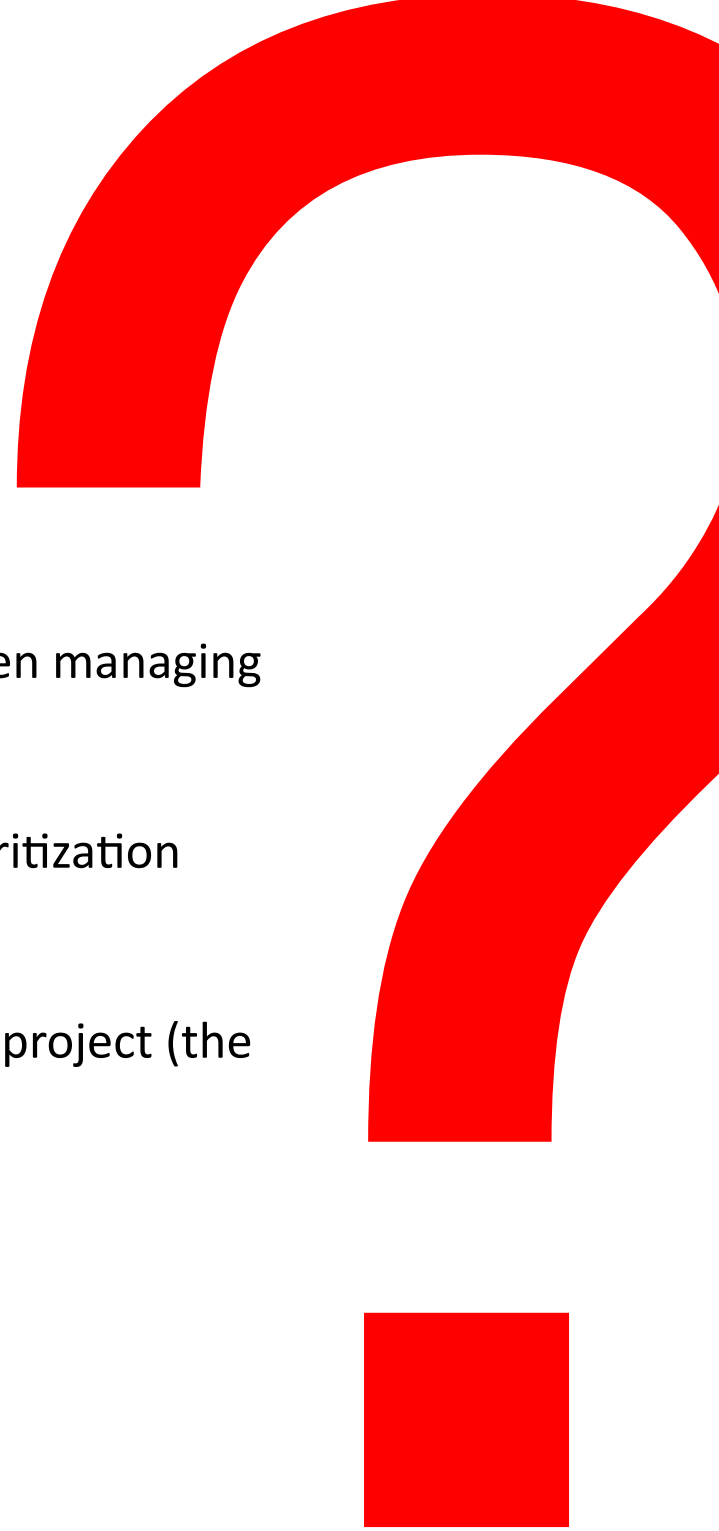 ?
en managing
ritization
project (the